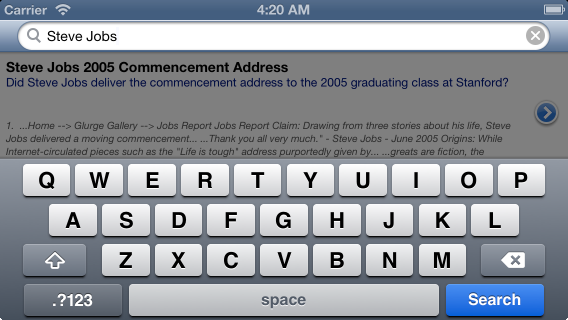 Carrier 4:20 AM
Steve Jobs
Steve Jobs 2005 Commencement Address
Did Steve Jobs deliver the commencement address to the 2005 graduating class at Stanford?
1. ...Home --> Glurge Gallery --> Jobs Report Jobs Report Claim: Drawing from three stories about his life, Steve
Jobs delivered a moving commencement... ...Thank you all very much." - Steve Jobs - June 2005 Origins: While
Internet-circulated pieces such as the "Life is tough" address purportedly given by... ...greats are fiction, the
Q W E R T Y U I O P
A S D F G H J K L
Z X C V B N M
.?123 space Search